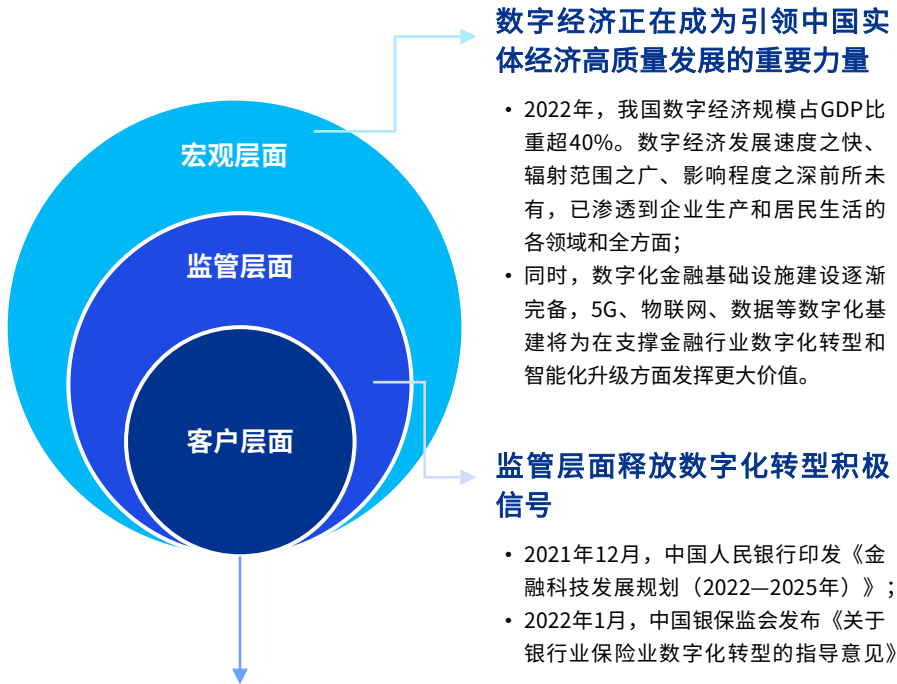 宏观层面
监管层面
客户层面
数字经济正在成为引领中国实
体经济高质量发展的重要力量
• 2022年，我国数字经济规模占GDP比
重超40%。数字经济发展速度之快、
辐射范围之广、影响程度之深前所未
有，已渗透到企业生产和居民生活的
各领域和全方面；
• 同时，数字化金融基础设施建设逐渐
完备，5G、物联网、数据等数字化基
建将为在支撑金融行业数字化转型和
智能化升级方面发挥更大价值。
监管层面释放数字化转型积极
信号
• 2021年12月，中国人民银行印发《金
融科技发展规划（2022—2025年）》；
• 2022年1月，中国银保监会发布《关于
银行业保险业数字化转型的指导意见》